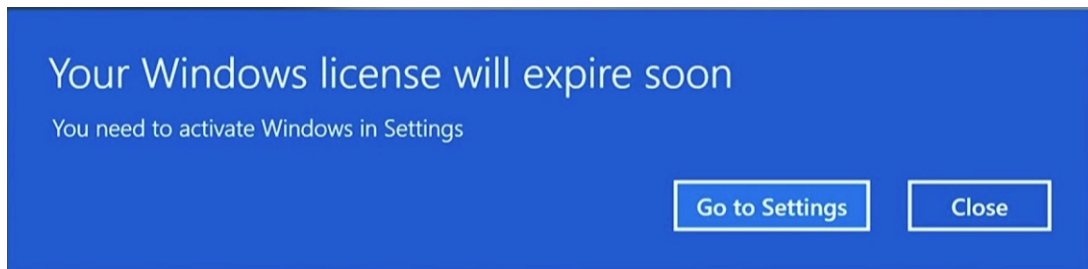 Your Windows license will expire soon
You need to activate Windows in Settings
Go to Settings
Close